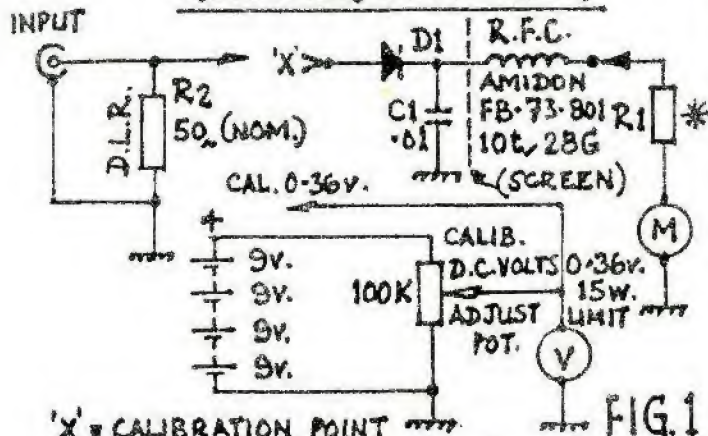 INPUT
'X'
D1
R.F.C.
AMIDON
FB-73-801
10t, 28G
R1 *
C1
.01
(SCREEN)
D.L.R.
R2
50Ω (NOM.)
CAL. 0-36v.
M
+
9v.
9v.
9v.
9v.
100K
CALIB.
D.C. VOLTS 0-36v.
15w.
ADJUST LIMIT
POT.
V
'X' = CALIBRATION POINT
FIG.1